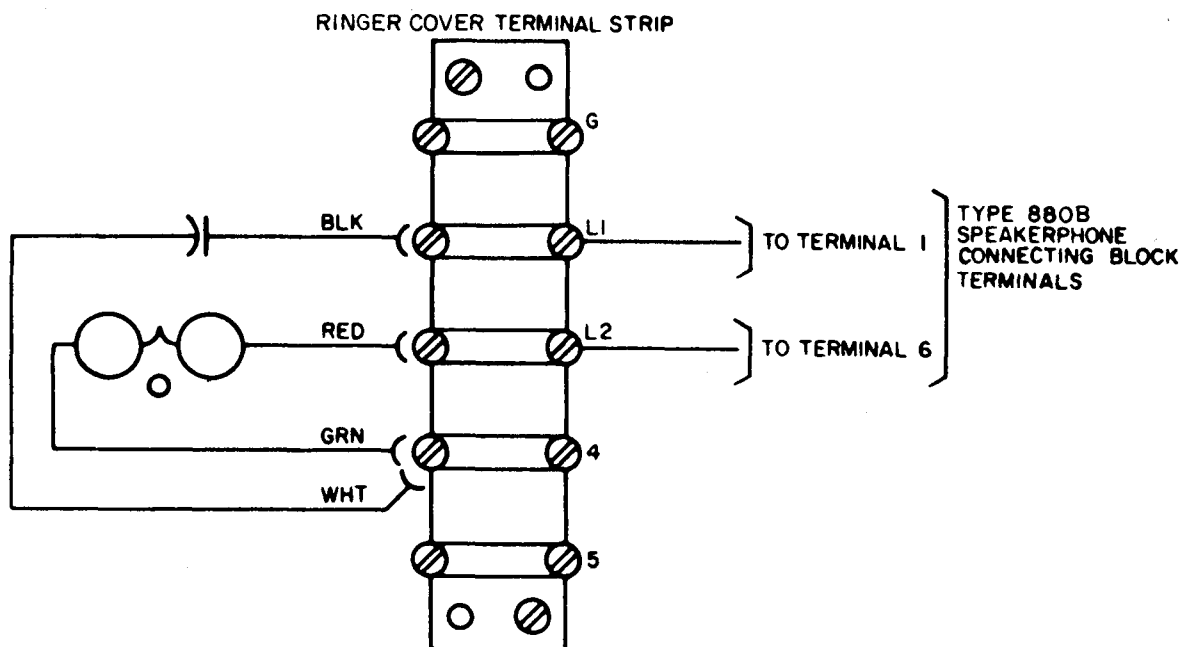 RINGER COVER TERMINAL STRIP
G
BLK
L1
TO TERMINAL 1
TYPE 880B
SPEAKERPHONE
CONNECTING BLOCK
TERMINALS
RED
L2
TO TERMINAL 6
GRN
4
WHT
5